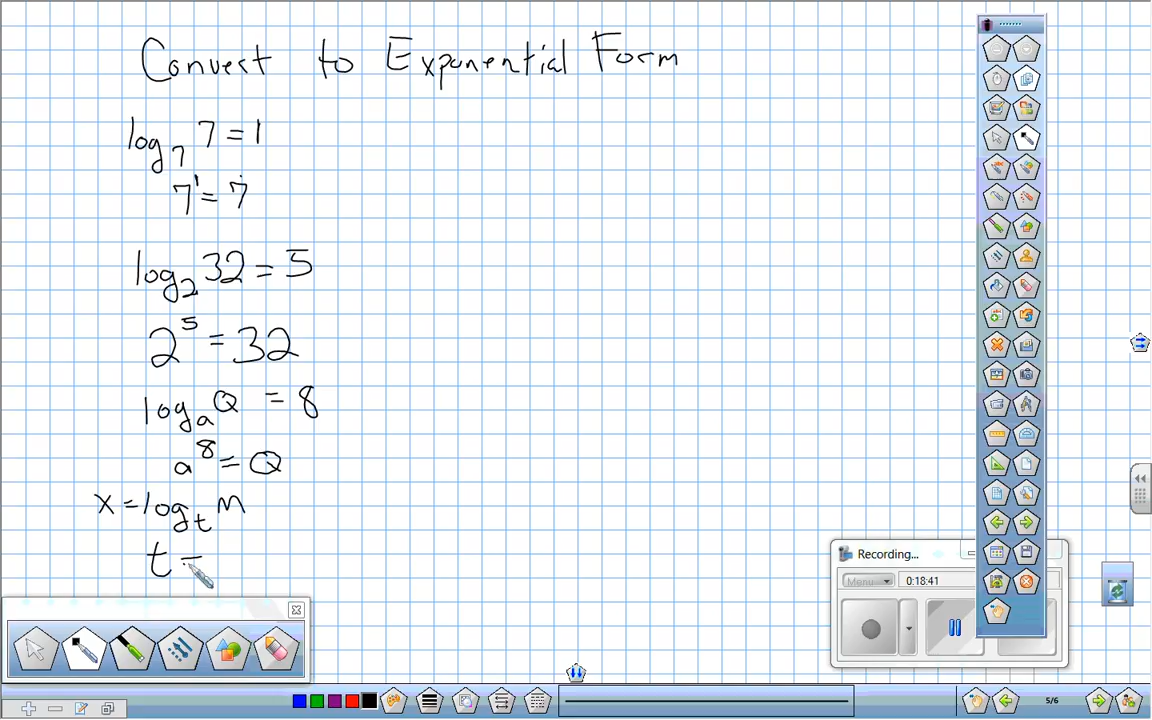 Convert to Exponential Form
log₇ 7 = 1
7¹ = 7
log₂ 32 = 5
2⁵ = 32
logₐ Q = 8
a⁸ = Q
x = logₜ M
t =
Recording...
Menu
0:18:41
5/6